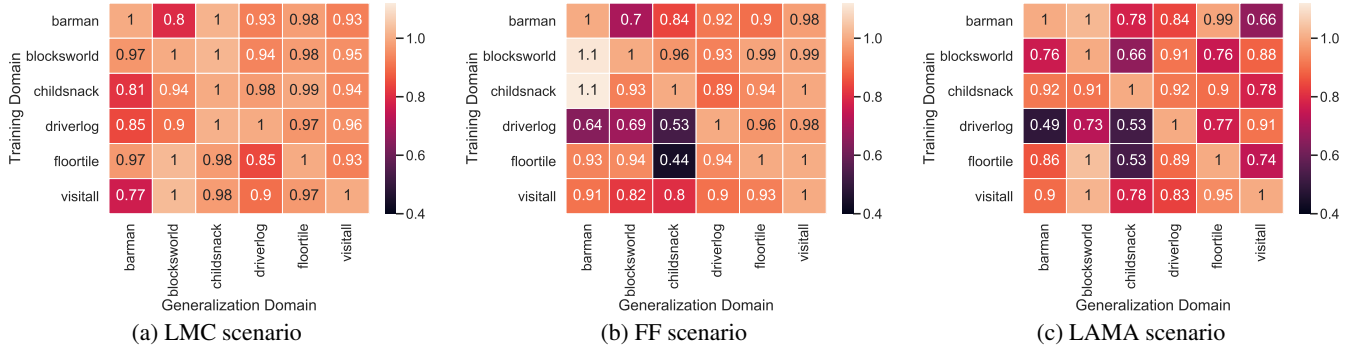 Training Domain
barman 1 0.8 1 0.93 0.98 0.93
blocksworld 0.97 1 1 0.94 0.98 0.95
childsnack 0.81 0.94 1 0.98 0.99 0.94
driverlog 0.85 0.9 1 1 0.97 0.96
floortile 0.97 1 0.98 0.85 1 0.93
visitall 0.77 1 0.98 0.9 0.97 1
barman blocksworld childsnack driverlog floortile visitall
Generalization Domain
1.0
0.8
0.6
0.4
(a) LMC scenario
Training Domain
barman 1 0.7 0.84 0.92 0.9 0.98
blocksworld 1.1 1 0.96 0.93 0.99 0.99
childsnack 1.1 0.93 1 0.89 0.94 1
driverlog 0.64 0.69 0.53 1 0.96 0.98
floortile 0.93 0.94 0.44 0.94 1 1
visitall 0.91 0.82 0.8 0.9 0.93 1
barman blocksworld childsnack driverlog floortile visitall
Generalization Domain
1.0
0.8
0.6
0.4
(b) FF scenario
Training Domain
barman 1 1 0.78 0.84 0.99 0.66
blocksworld 0.76 1 0.66 0.91 0.76 0.88
childsnack 0.92 0.91 1 0.92 0.9 0.78
driverlog 0.49 0.73 0.53 1 0.77 0.91
floortile 0.86 1 0.53 0.89 1 0.74
visitall 0.9 1 0.78 0.83 0.95 1
barman blocksworld childsnack driverlog floortile visitall
Generalization Domain
1.0
0.8
0.6
0.4
(c) LAMA scenario